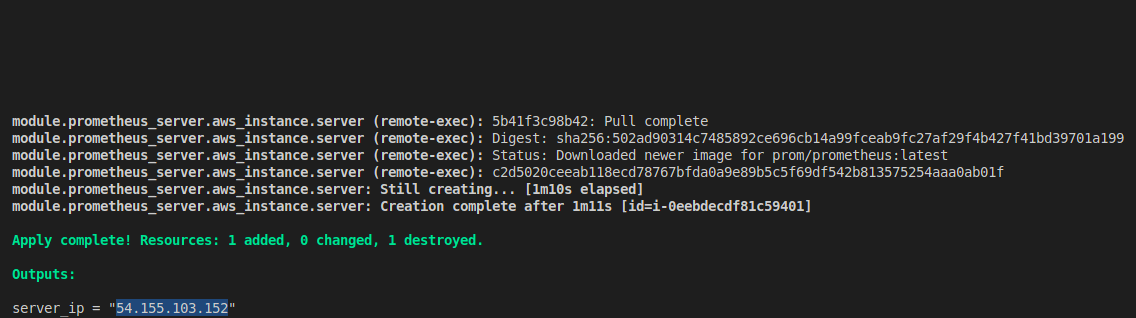 module.prometheus_server.aws_instance.server (remote-exec): 5b41f3c98b42: Pull complete
module.prometheus_server.aws_instance.server (remote-exec): Digest: sha256:502ad90314c7485892ce696cb14a99fceab9fc27af29f4b427f41bd39701a199
module.prometheus_server.aws_instance.server (remote-exec): Status: Downloaded newer image for prom/prometheus:latest
module.prometheus_server.aws_instance.server (remote-exec): c2d5020ceeab118ecd78767bfda0a9e89b5c5f69df542b813575254aaa0ab01f
module.prometheus_server.aws_instance.server: Still creating... [1m10s elapsed]
module.prometheus_server.aws_instance.server: Creation complete after 1m11s [id=i-0eebdecdf81c59401]
Apply complete! Resources: 1 added, 0 changed, 1 destroyed.
Outputs:
server_ip = "54.155.103.152"